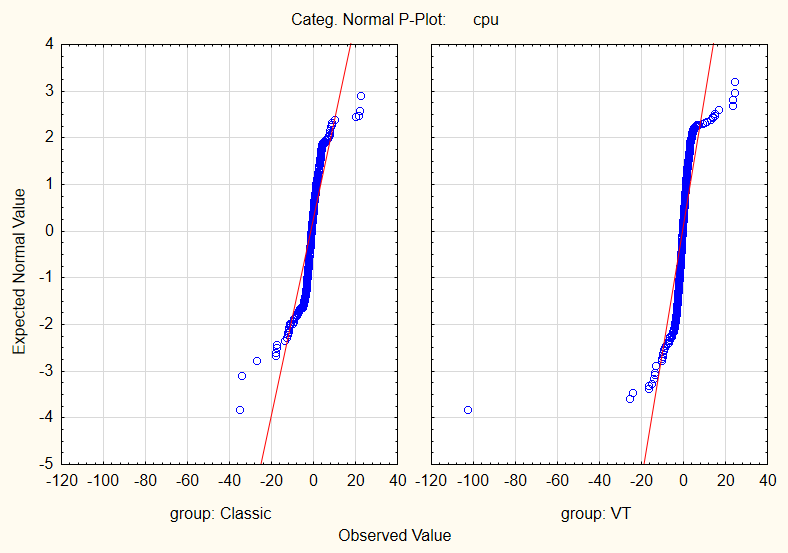 Categ. Normal P-Plot: cpu
Expected Normal Value
4
3
2
1
0
-1
-2
-3
-4
-5
-120 -100 -80 -60 -40 -20 0 20 40
-120 -100 -80 -60 -40 -20 0 20 40
group: Classic
group: VT
Observed Value